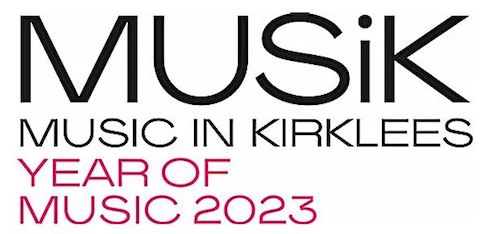 MUSiK
MUSIC IN KIRKLEES
YEAR OF
MUSIC 2023